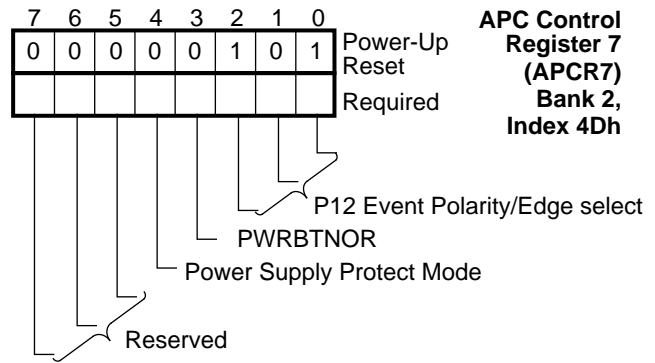 7 6 5 4 3 2 1 0
0 0 0 0 0 1 0 1
Power-Up
Reset
Required
APC Control
Register 7
(APCR7)
Bank 2,
Index 4Dh
P12 Event Polarity/Edge select
PWRBTNOR
Power Supply Protect Mode
Reserved